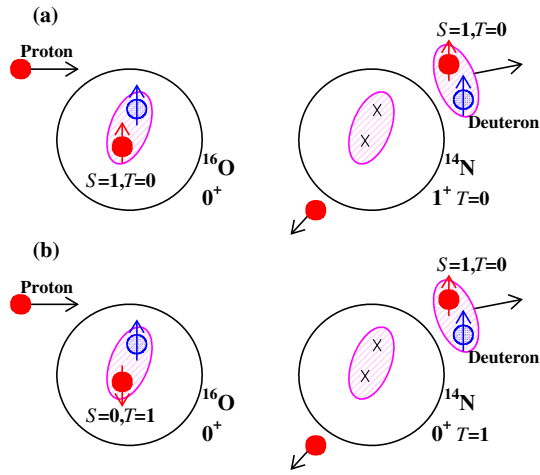 (a)
Proton
S=1,T=0
¹⁶O
0⁺
S=1,T=0
Deuteron
¹⁴N
1⁺ T=0
(b)
Proton
S=0,T=1
¹⁶O
0⁺
S=1,T=0
Deuteron
¹⁴N
0⁺ T=1